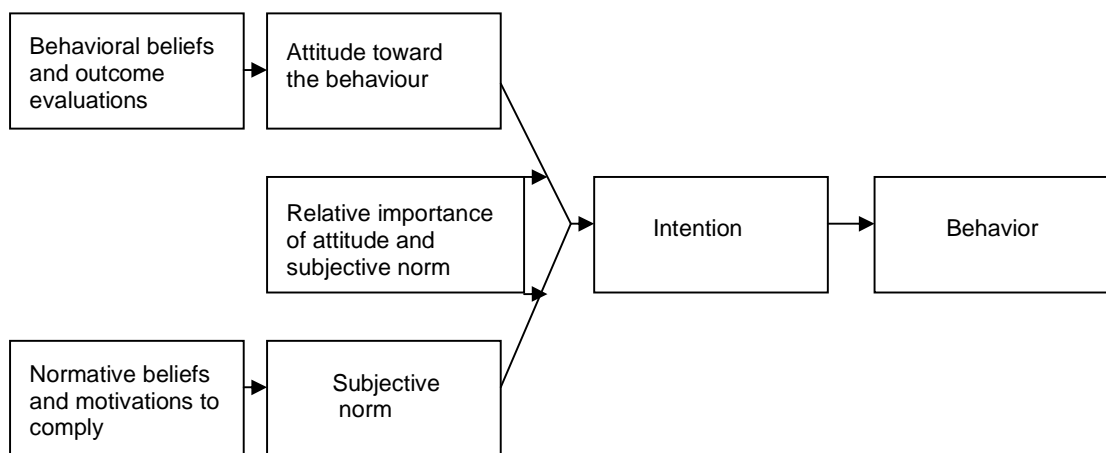 Behavioral beliefs
and outcome
evaluations
Attitude toward
the behaviour
Relative importance
of attitude and
subjective norm
Intention
Behavior
Normative beliefs
and motivations to
comply
Subjective
norm